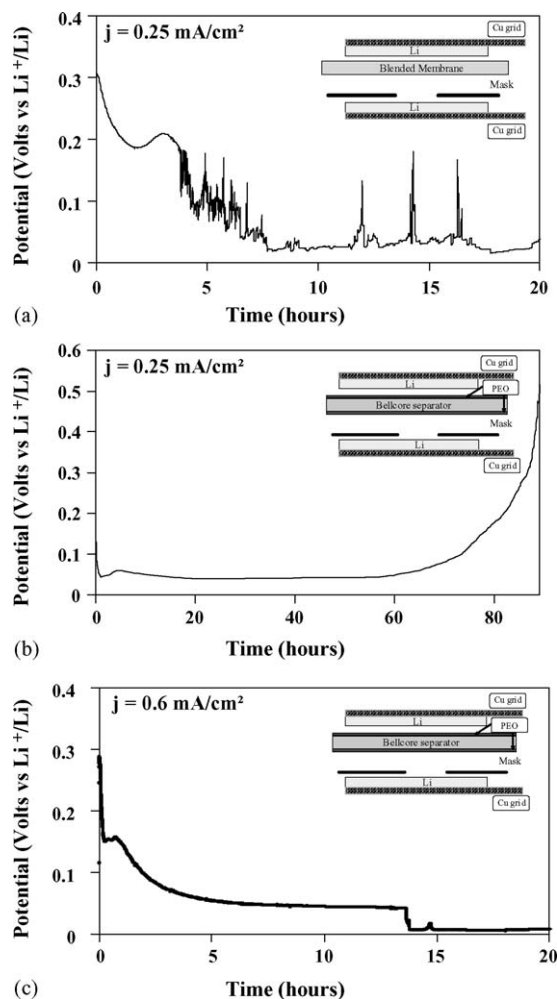 (a)
j = 0.25 mA/cm²
Potential (Volts vs Li⁺/Li)
0.4
0.3
0.2
0.1
0
0 5 10 15 20
Time (hours)
Cu grid
Li
Blended Membrane
Mask
Li
Cu grid
(b)
j = 0.25 mA/cm²
Potential (Volts vs Li⁺/Li)
0.6
0.5
0.4
0.3
0.2
0.1
0
0 20 40 60 80
Time (hours)
Cu grid
Li
PEO
Bellcore separator
Mask
Li
Cu grid
(c)
j = 0.6 mA/cm²
Potential (Volts vs Li⁺/Li)
0.4
0.3
0.2
0.1
0
0 5 10 15 20
Time (hours)
Cu grid
Li
PEO
Bellcore separator
Mask
Li
Cu grid